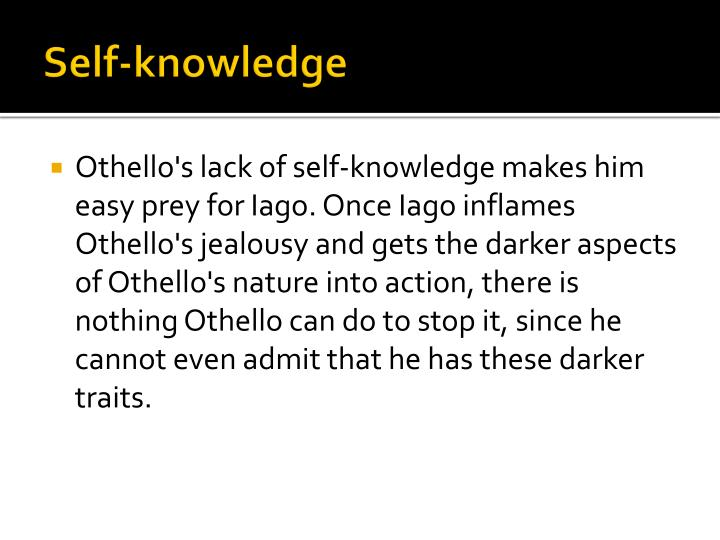 Self-knowledge
Othello's lack of self-knowledge makes him
easy prey for Iago. Once Iago inflames
Othello's jealousy and gets the darker aspects
of Othello's nature into action, there is
nothing Othello can do to stop it, since he
cannot even admit that he has these darker
traits.